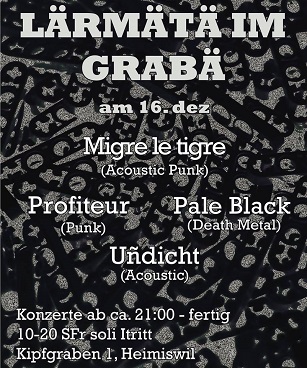 LÄRMÄTÄ IM
GRABÄ
am 16. dez
Migre le tigre
(Acoustic Punk)
Profiteur
(Punk)
Pale Black
(Death Metal)
Uñdicht
(Acoustic)
Konzerte ab ca. 21:00 - fertig
10-20 SFr soli Itritt
Kipfgraben 1, Heimiswil